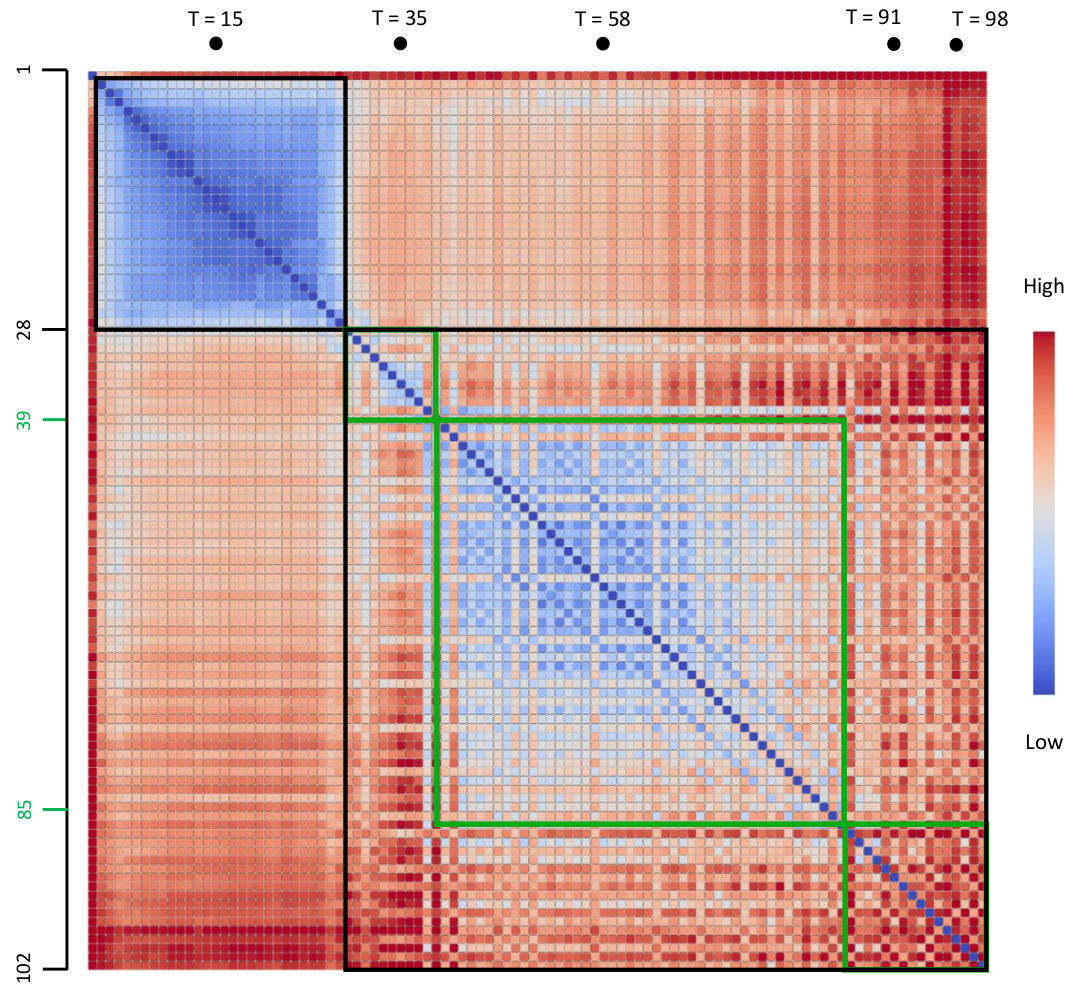 T = 15
T = 35
T = 58
T = 91
T = 98
1
28
39
85
102
High
Low